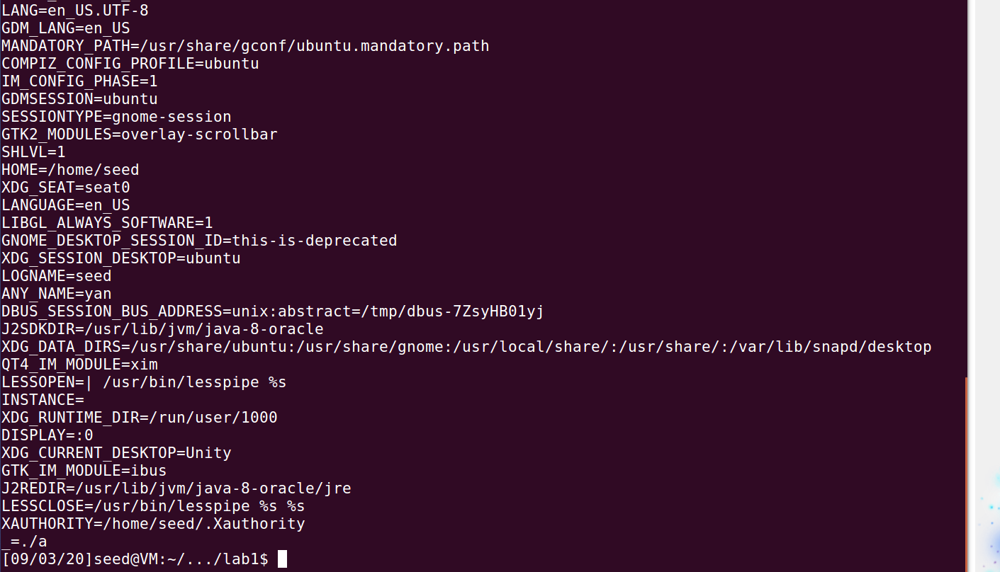 LANG=en_US.UTF-8
GDM_LANG=en_US
MANDATORY_PATH=/usr/share/gconf/ubuntu.mandatory.path
COMPIZ_CONFIG_PROFILE=ubuntu
IM_CONFIG_PHASE=1
GDMSESSION=ubuntu
SESSIONTYPE=gnome-session
GTK2_MODULES=overlay-scrollbar
SHLVL=1
HOME=/home/seed
XDG_SEAT=seat0
LANGUAGE=en_US
LIBGL_ALWAYS_SOFTWARE=1
GNOME_DESKTOP_SESSION_ID=this-is-deprecated
XDG_SESSION_DESKTOP=ubuntu
LOGNAME=seed
ANY_NAME=yan
DBUS_SESSION_BUS_ADDRESS=unix:abstract=/tmp/dbus-7ZsyHB01yj
J2SDKDIR=/usr/lib/jvm/java-8-oracle
XDG_DATA_DIRS=/usr/share/ubuntu:/usr/share/gnome:/usr/local/share/:/usr/share/:/var/lib/snapd/desktop
QT4_IM_MODULE=xim
LESSOPEN=| /usr/bin/lesspipe %s
INSTANCE=
XDG_RUNTIME_DIR=/run/user/1000
DISPLAY=:0
XDG_CURRENT_DESKTOP=Unity
GTK_IM_MODULE=ibus
J2REDIR=/usr/lib/jvm/java-8-oracle/jre
LESSCLOSE=/usr/bin/lesspipe %s %s
XAUTHORITY=/home/seed/.Xauthority
_=./a
[09/03/20]seed@VM:~/.../lab1$